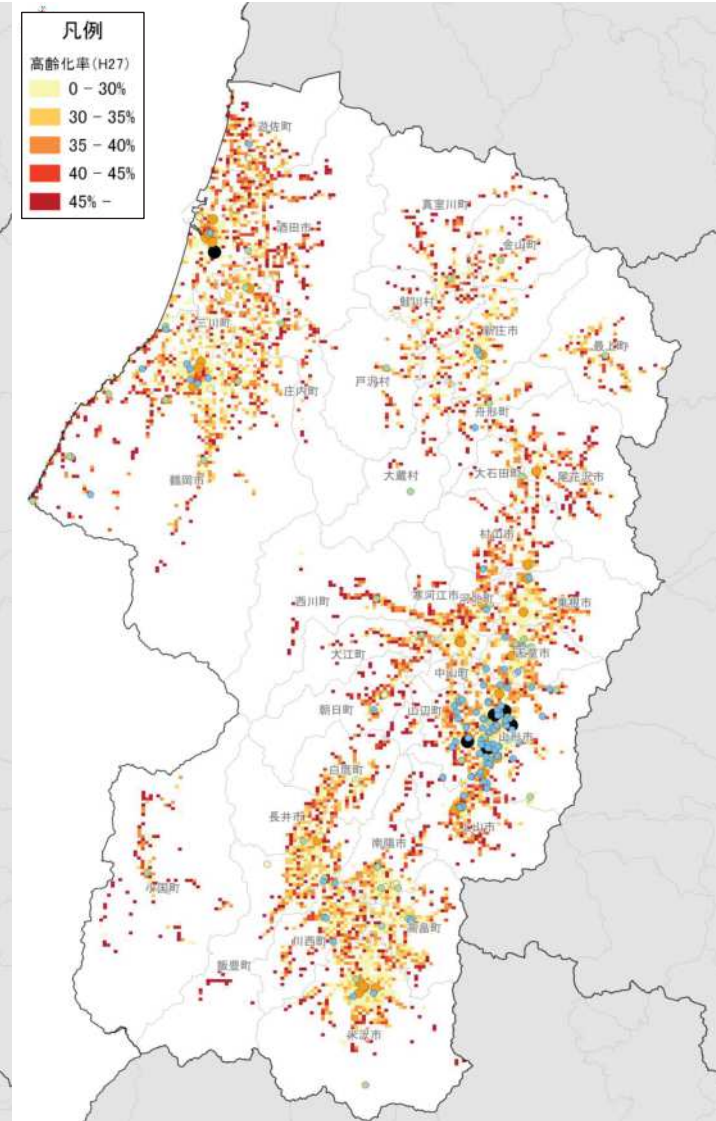 凡例
高齢化率(H27)
0 - 30%
30 - 35%
35 - 40%
40 - 45%
45% -
遊佐町
真室川町
酒田市
金山町
鮭川村
三川町
新庄市
最上町
戸沢村
庄内町
舟形町
大石田町
尾花沢市
鶴岡市
大蔵村
村山市
寒河江市
河北町
西川町
東根市
大江町
天童市
中山町
朝日町
山辺町
山形市
白鷹町
長井市
上山市
南陽市
小国町
高畠町
川西町
飯豊町
米沢市